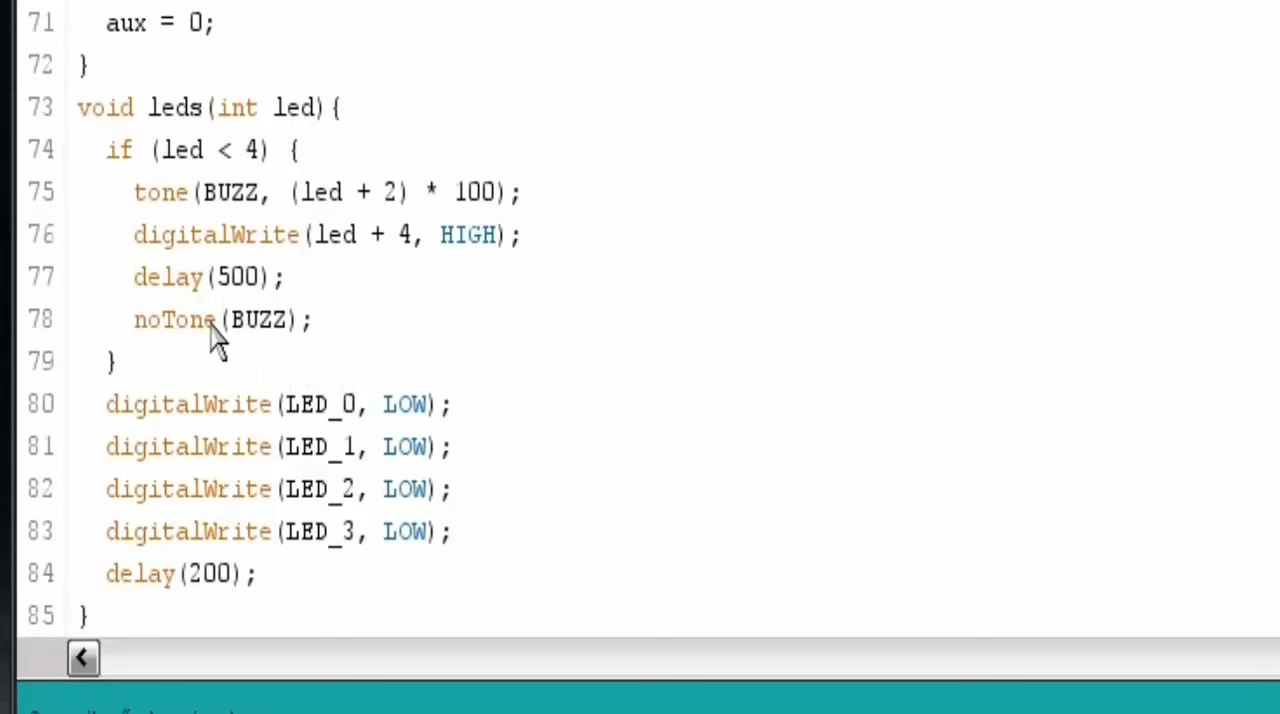 71 aux = 0;
72 }
73 void leds(int led){
74 if (led < 4) {
75 tone(BUZZ, (led + 2) * 100);
76 digitalWrite(led + 4, HIGH);
77 delay(500);
78 noTone(BUZZ);
79 }
80 digitalWrite(LED_0, LOW);
81 digitalWrite(LED_1, LOW);
82 digitalWrite(LED_2, LOW);
83 digitalWrite(LED_3, LOW);
84 delay(200);
85 }